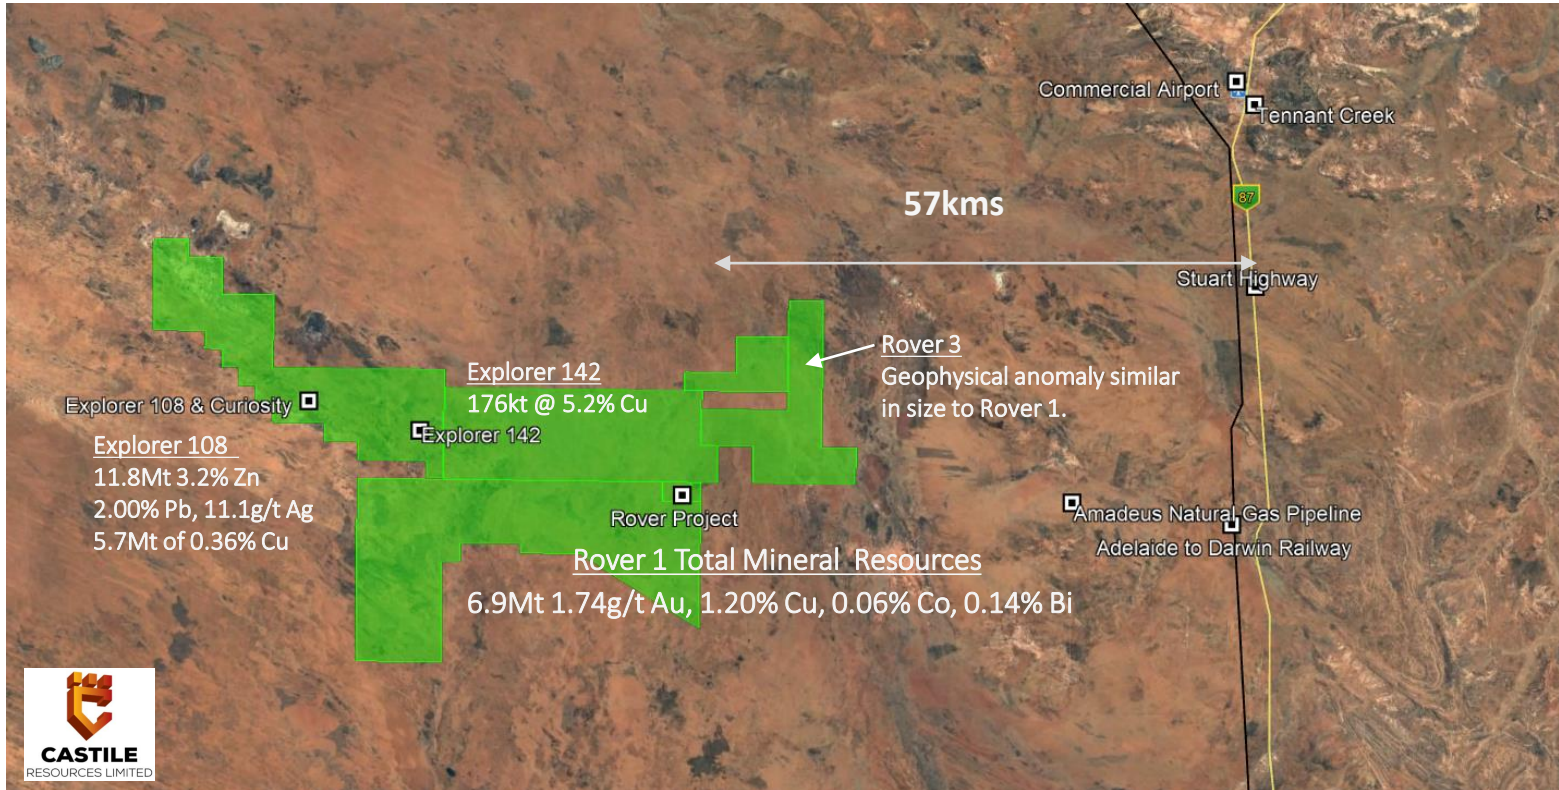 Commercial Airport
Tennant Creek
57kms
87
Stuart Highway
Rover 3
Geophysical anomaly similar
in size to Rover 1.
Explorer 142
176kt @ 5.2% Cu
Explorer 108 & Curiosity
Explorer 142
Explorer 108
11.8Mt 3.2% Zn
2.00% Pb, 11.1g/t Ag
5.7Mt of 0.36% Cu
Rover Project
Amadeus Natural Gas Pipeline
Adelaide to Darwin Railway
Rover 1 Total Mineral Resources
6.9Mt 1.74g/t Au, 1.20% Cu, 0.06% Co, 0.14% Bi
CASTILE
RESOURCES LIMITED